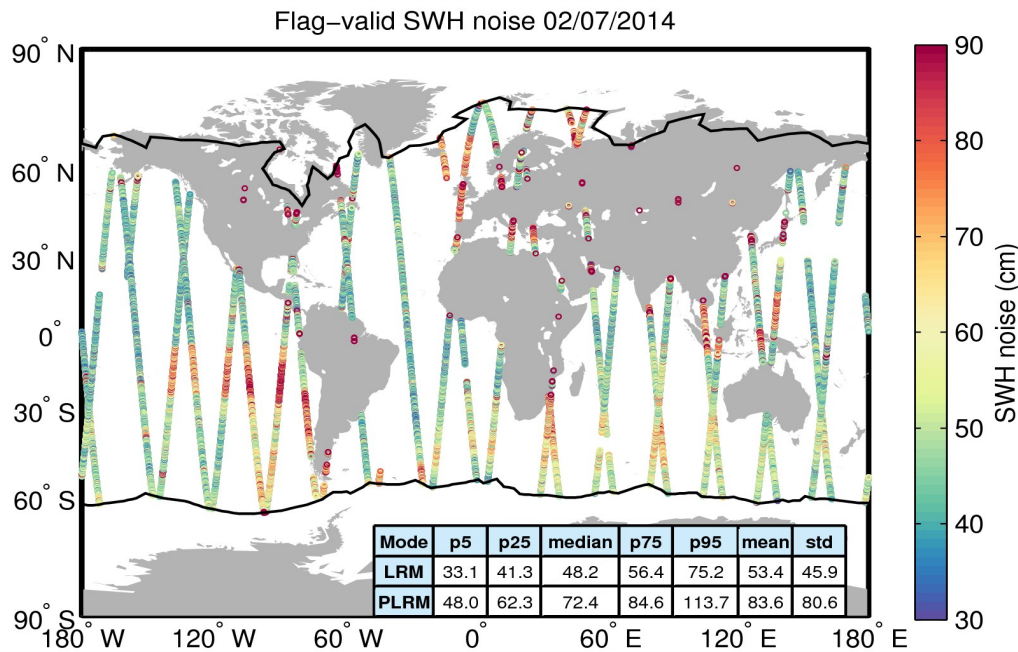 Flag−valid SWH noise 02/07/2014
90° N
60° N
30° N
0°
30° S
60° S
90° S
180° W
120° W
60° W
0°
60° E
120° E
180° E
90
80
70
60
50
40
30
SWH noise (cm)
Mode p5 p25 median p75 p95 mean std
LRM 33.1 41.3 48.2 56.4 75.2 53.4 45.9
PLRM 48.0 62.3 72.4 84.6 113.7 83.6 80.6